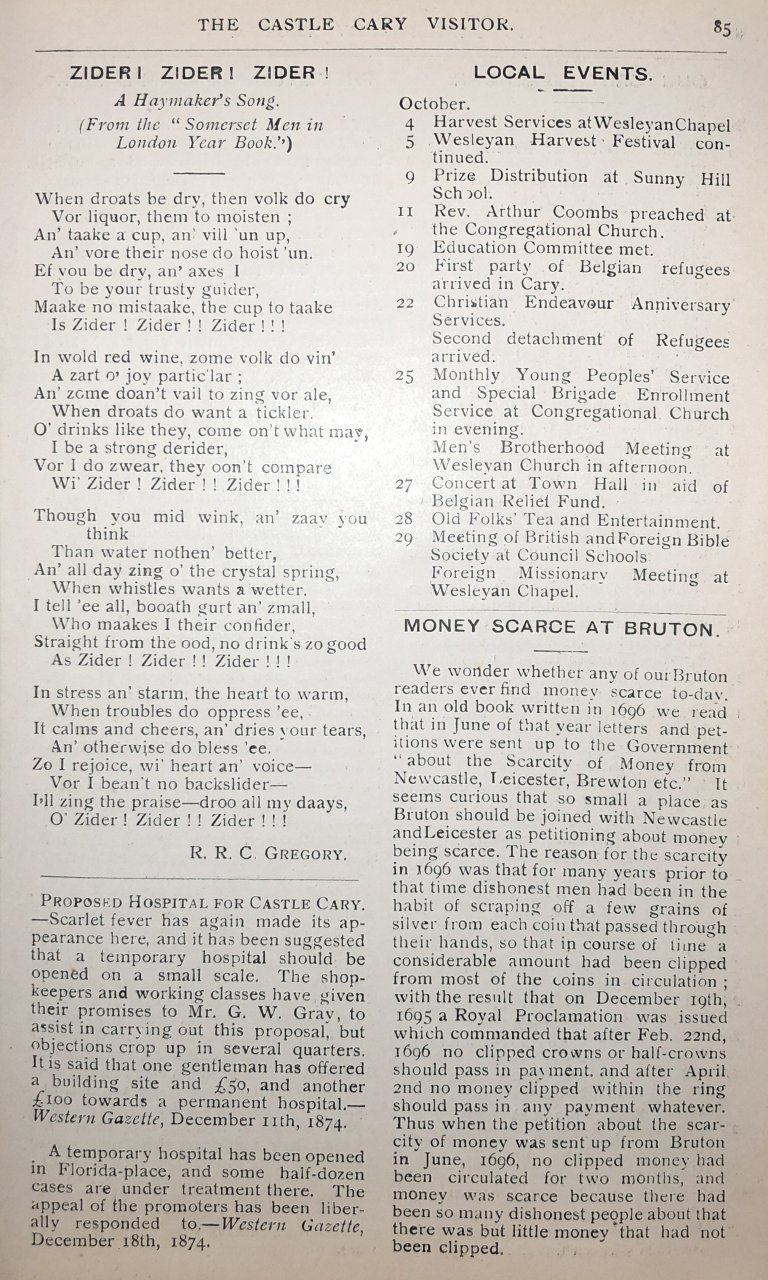 THE CASTLE CARY VISITOR. 85
ZIDER! ZIDER! ZIDER!
A Haymaker's Song.
(From the "Somerset Men in
London Year Book.")
When droats be dry, then volk do cry
Vor liquor, them to moisten ;
An' taake a cup, an' vill 'un up,
An' vore their nose do hoist 'un.
Ef you be dry, an' axes I
To be your trusty guider,
Maake no mistaake, the cup to taake
Is Zider ! Zider ! ! Zider ! ! !
In wold red wine, zome volk do vin'
A zart o' joy partic'lar ;
An' zome doan't vail to zing vor ale,
When droats do want a tickler.
O' drinks like they, come on't what may,
I be a strong derider,
Vor I do zwear, they oon't compare
Wi' Zider ! Zider ! ! Zider ! ! !
Though you mid wink, an' zaay you
think
Than water nothen' better,
An' all day zing o' the crystal spring,
When whistles wants a wetter.
I tell 'ee all, booath gurt an' zmall,
Who maakes I their confider,
Straight from the ood, no drink's zo good
As Zider ! Zider ! ! Zider ! ! !
In stress an' starm, the heart to warm,
When troubles do oppress 'ee,
It calms and cheers, an' dries your tears,
An' otherwise do bless 'ee.
Zo I rejoice, wi' heart an' voice—
Vor I bean't no backslider—
I'll zing the praise—droo all my daays,
O' Zider ! Zider ! ! Zider ! ! !
R. R. C. GREGORY.
PROPOSED HOSPITAL FOR CASTLE CARY.
—Scarlet fever has again made its ap-
pearance here, and it has been suggested
that a temporary hospital should be
opened on a small scale. The shop-
keepers and working classes have given
their promises to Mr. G. W. Gray, to
assist in carrying out this proposal, but
objections crop up in several quarters.
It is said that one gentleman has offered
a building site and £50, and another
£100 towards a permanent hospital.—
Western Gazette, December 11th, 1874.
A temporary hospital has been opened
in Florida-place, and some half-dozen
cases are under treatment there. The
appeal of the promoters has been liber-
ally responded to.—Western Gazette,
December 18th, 1874.
LOCAL EVENTS.
October.
4 Harvest Services at Wesleyan Chapel
5 Wesleyan Harvest Festival con-
tinued.
9 Prize Distribution at Sunny Hill
School.
11 Rev. Arthur Coombs preached at
the Congregational Church.
19 Education Committee met.
20 First party of Belgian refugees
arrived in Cary.
22 Christian Endeavour Anniversary
Services.
Second detachment of Refugees
arrived.
25 Monthly Young Peoples' Service
and Special Brigade Enrollment
Service at Congregational Church
in evening.
Men's Brotherhood Meeting at
Wesleyan Church in afternoon.
27 Concert at Town Hall in aid of
Belgian Relief Fund.
28 Old Folks' Tea and Entertainment.
29 Meeting of British and Foreign Bible
Society at Council Schools
Foreign Missionary Meeting at
Wesleyan Chapel.
MONEY SCARCE AT BRUTON.
We wonder whether any of our Bruton
readers ever find money scarce to-day.
In an old book written in 1696 we read
that in June of that year letters and pet-
itions were sent up to the Government
"about the Scarcity of Money from
Newcastle, Leicester, Brewton etc." It
seems curious that so small a place as
Bruton should be joined with Newcastle
and Leicester as petitioning about money
being scarce. The reason for the scarcity
in 1696 was that for many years prior to
that time dishonest men had been in the
habit of scraping off a few grains of
silver from each coin that passed through
their hands, so that in course of time a
considerable amount had been clipped
from most of the coins in circulation ;
with the result that on December 19th,
1695 a Royal Proclamation was issued
which commanded that after Feb. 22nd,
1696 no clipped crowns or half-crowns
should pass in payment, and after April
2nd no money clipped within the ring
should pass in any payment whatever.
Thus when the petition about the scar-
city of money was sent up from Bruton
in June, 1696, no clipped money had
been circulated for two months, and
money was scarce because there had
been so many dishonest people about that
there was but little money that had not
been clipped.